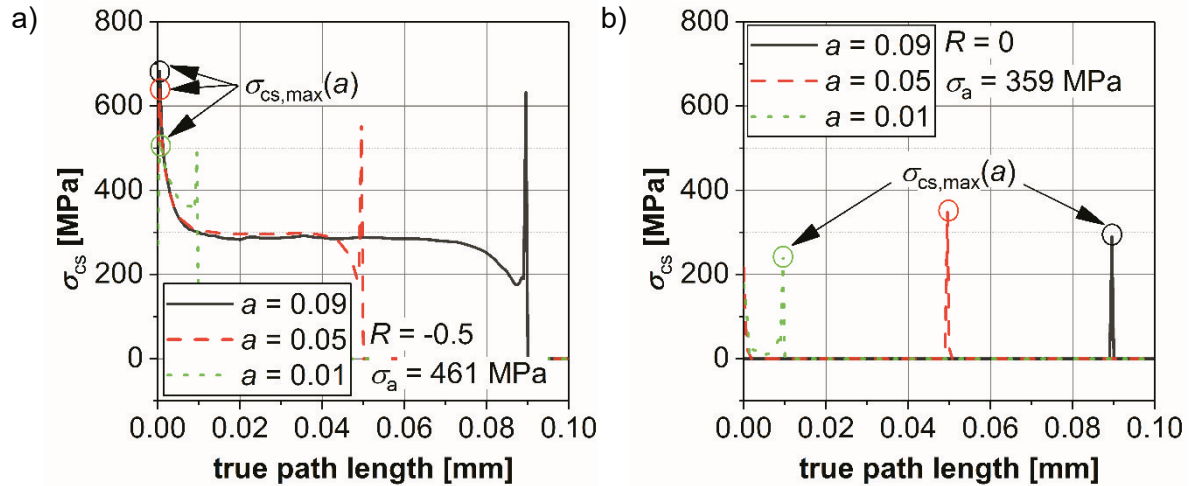 a)
800
600
400
200
0
σcs [MPa]
σcs,max(a)
a = 0.09
a = 0.05
a = 0.01
R = -0.5
σa = 461 MPa
0.00 0.02 0.04 0.06 0.08 0.10
true path length [mm]
b)
800
600
400
200
0
σcs [MPa]
a = 0.09
a = 0.05
a = 0.01
R = 0
σa = 359 MPa
σcs,max(a)
0.00 0.02 0.04 0.06 0.08 0.10
true path length [mm]